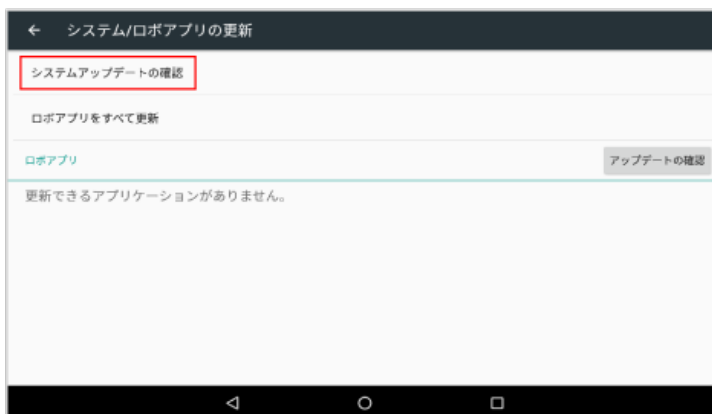 システム/ロボアプリの更新
システムアップデートの確認
ロボアプリをすべて更新
ロボアプリ アップデートの確認
更新できるアプリケーションがありません。